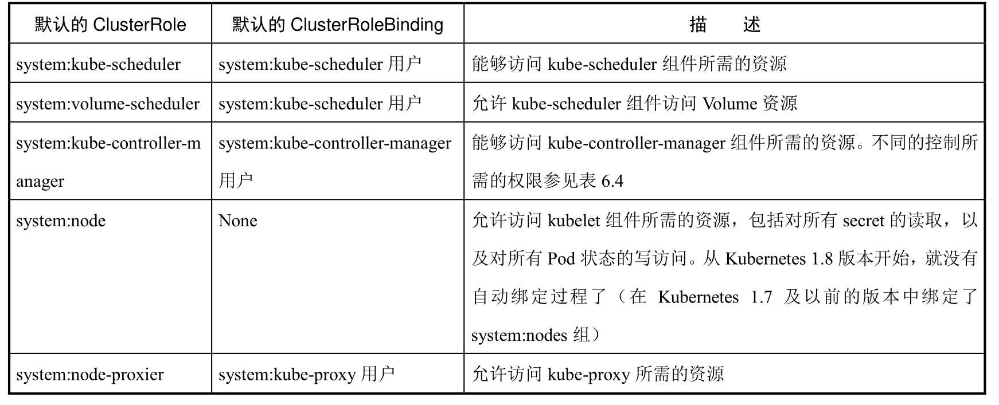 默认的 ClusterRole 默认的 ClusterRoleBinding 描 述
system:kube-scheduler system:kube-scheduler 用户 能够访问 kube-scheduler 组件所需的资源
system:volume-scheduler system:kube-scheduler 用户 允许 kube-scheduler 组件访问 Volume 资源
system:kube-controller-m system:kube-controller-manager 能够访问 kube-controller-manager 组件所需的资源。不同的控制所
anager 用户 需的权限参见表 6.4
system:node None 允许访问 kubelet 组件所需的资源，包括对所有 secret 的读取，以
及对所有 Pod 状态的写访问。从 Kubernetes 1.8 版本开始，就没有
自动绑定过程了（在 Kubernetes 1.7 及以前的版本中绑定了
system:nodes 组）
system:node-proxier system:kube-proxy 用户 允许访问 kube-proxy 所需的资源